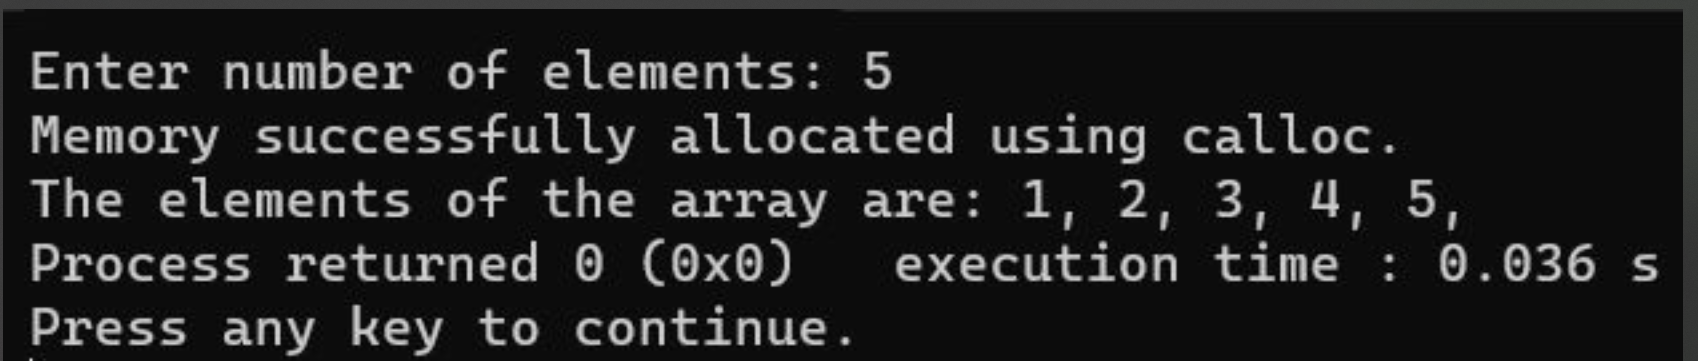 Enter number of elements: 5
Memory successfully allocated using calloc.
The elements of the array are: 1, 2, 3, 4, 5,
Process returned 0 (0x0)   execution time : 0.036 s
Press any key to continue.